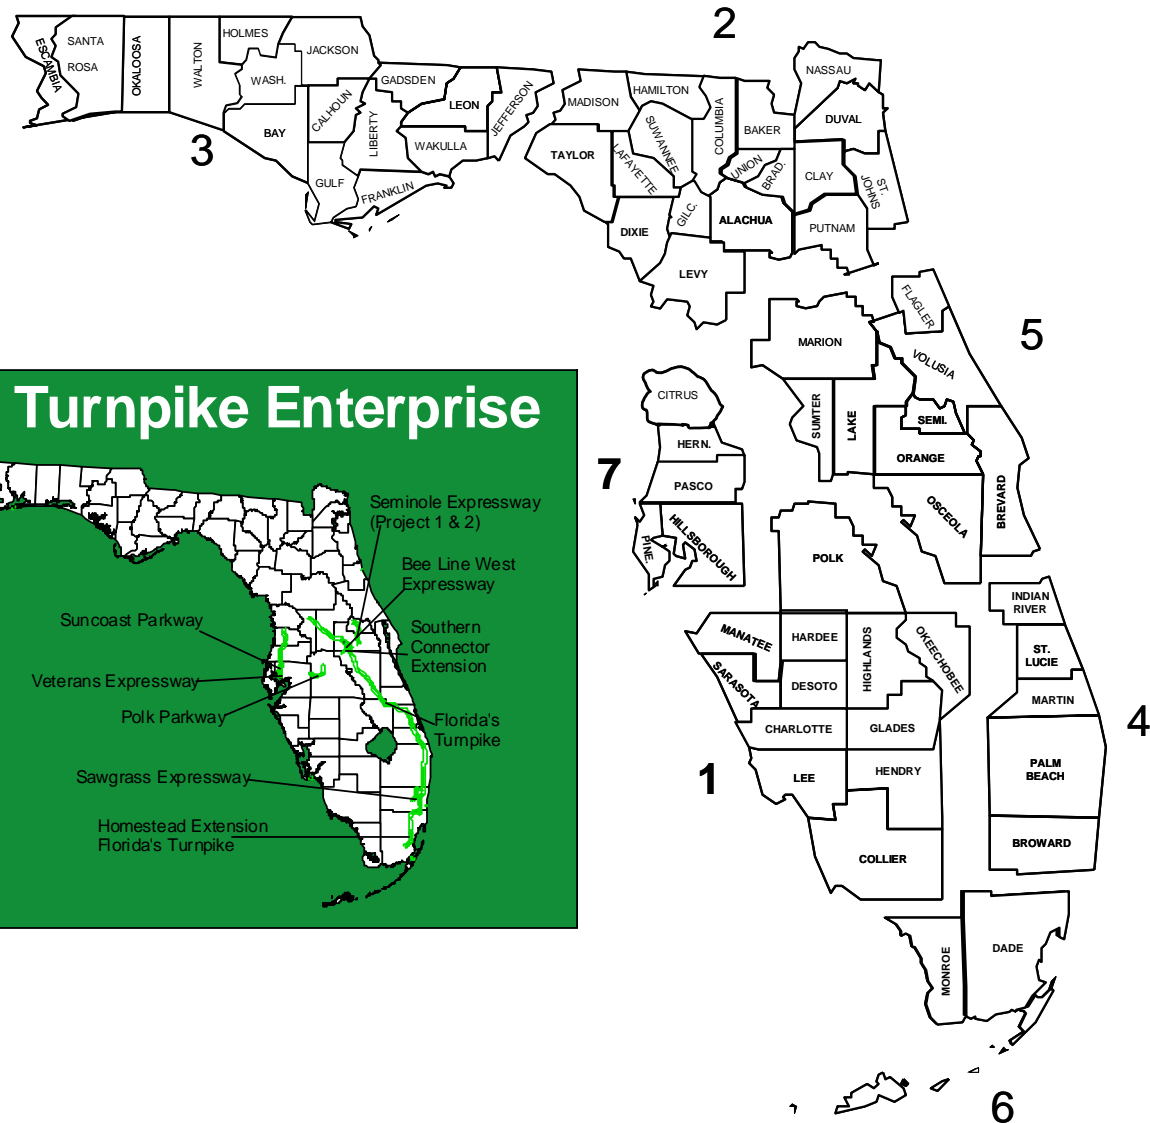 2
HOLMES
SANTA
ROSA
ESCAMBIA
OKALOOSA
WALTON
JACKSON
WASH.
GADSDEN
CALHOUN
LEON
JEFFERSON
LIBERTY
BAY
WAKULLA
GULF
FRANKLIN
3
NASSAU
HAMILTON
MADISON
COLUMBIA
DUVAL
BAKER
SUWANNEE
TAYLOR
LAFAYETTE
UNION
BRAD.
CLAY
ST.
JOHNS
GILC.
ALACHUA
PUTNAM
DIXIE
LEVY
FLAGLER
5
MARION
VOLUSIA
CITRUS
SUMTER
LAKE
SEMI.
HERN.
ORANGE
7
PASCO
BREVARD
OSCEOLA
HILLSBOROUGH
PINE.
POLK
INDIAN
RIVER
MANATEE
HARDEE
HIGHLANDS
OKEECHOBEE
ST.
LUCIE
SARASOTA
DESOTO
MARTIN
CHARLOTTE
GLADES
4
1
LEE
HENDRY
PALM
BEACH
BROWARD
COLLIER
MONROE
DADE
6
Turnpike Enterprise
Seminole Expressway
(Project 1 & 2)
Bee Line West
Expressway
Suncoast Parkway
Southern
Connector
Extension
Veterans Expressway
Polk Parkway
Florida's
Turnpike
Sawgrass Expressway
Homestead Extension
Florida's Turnpike